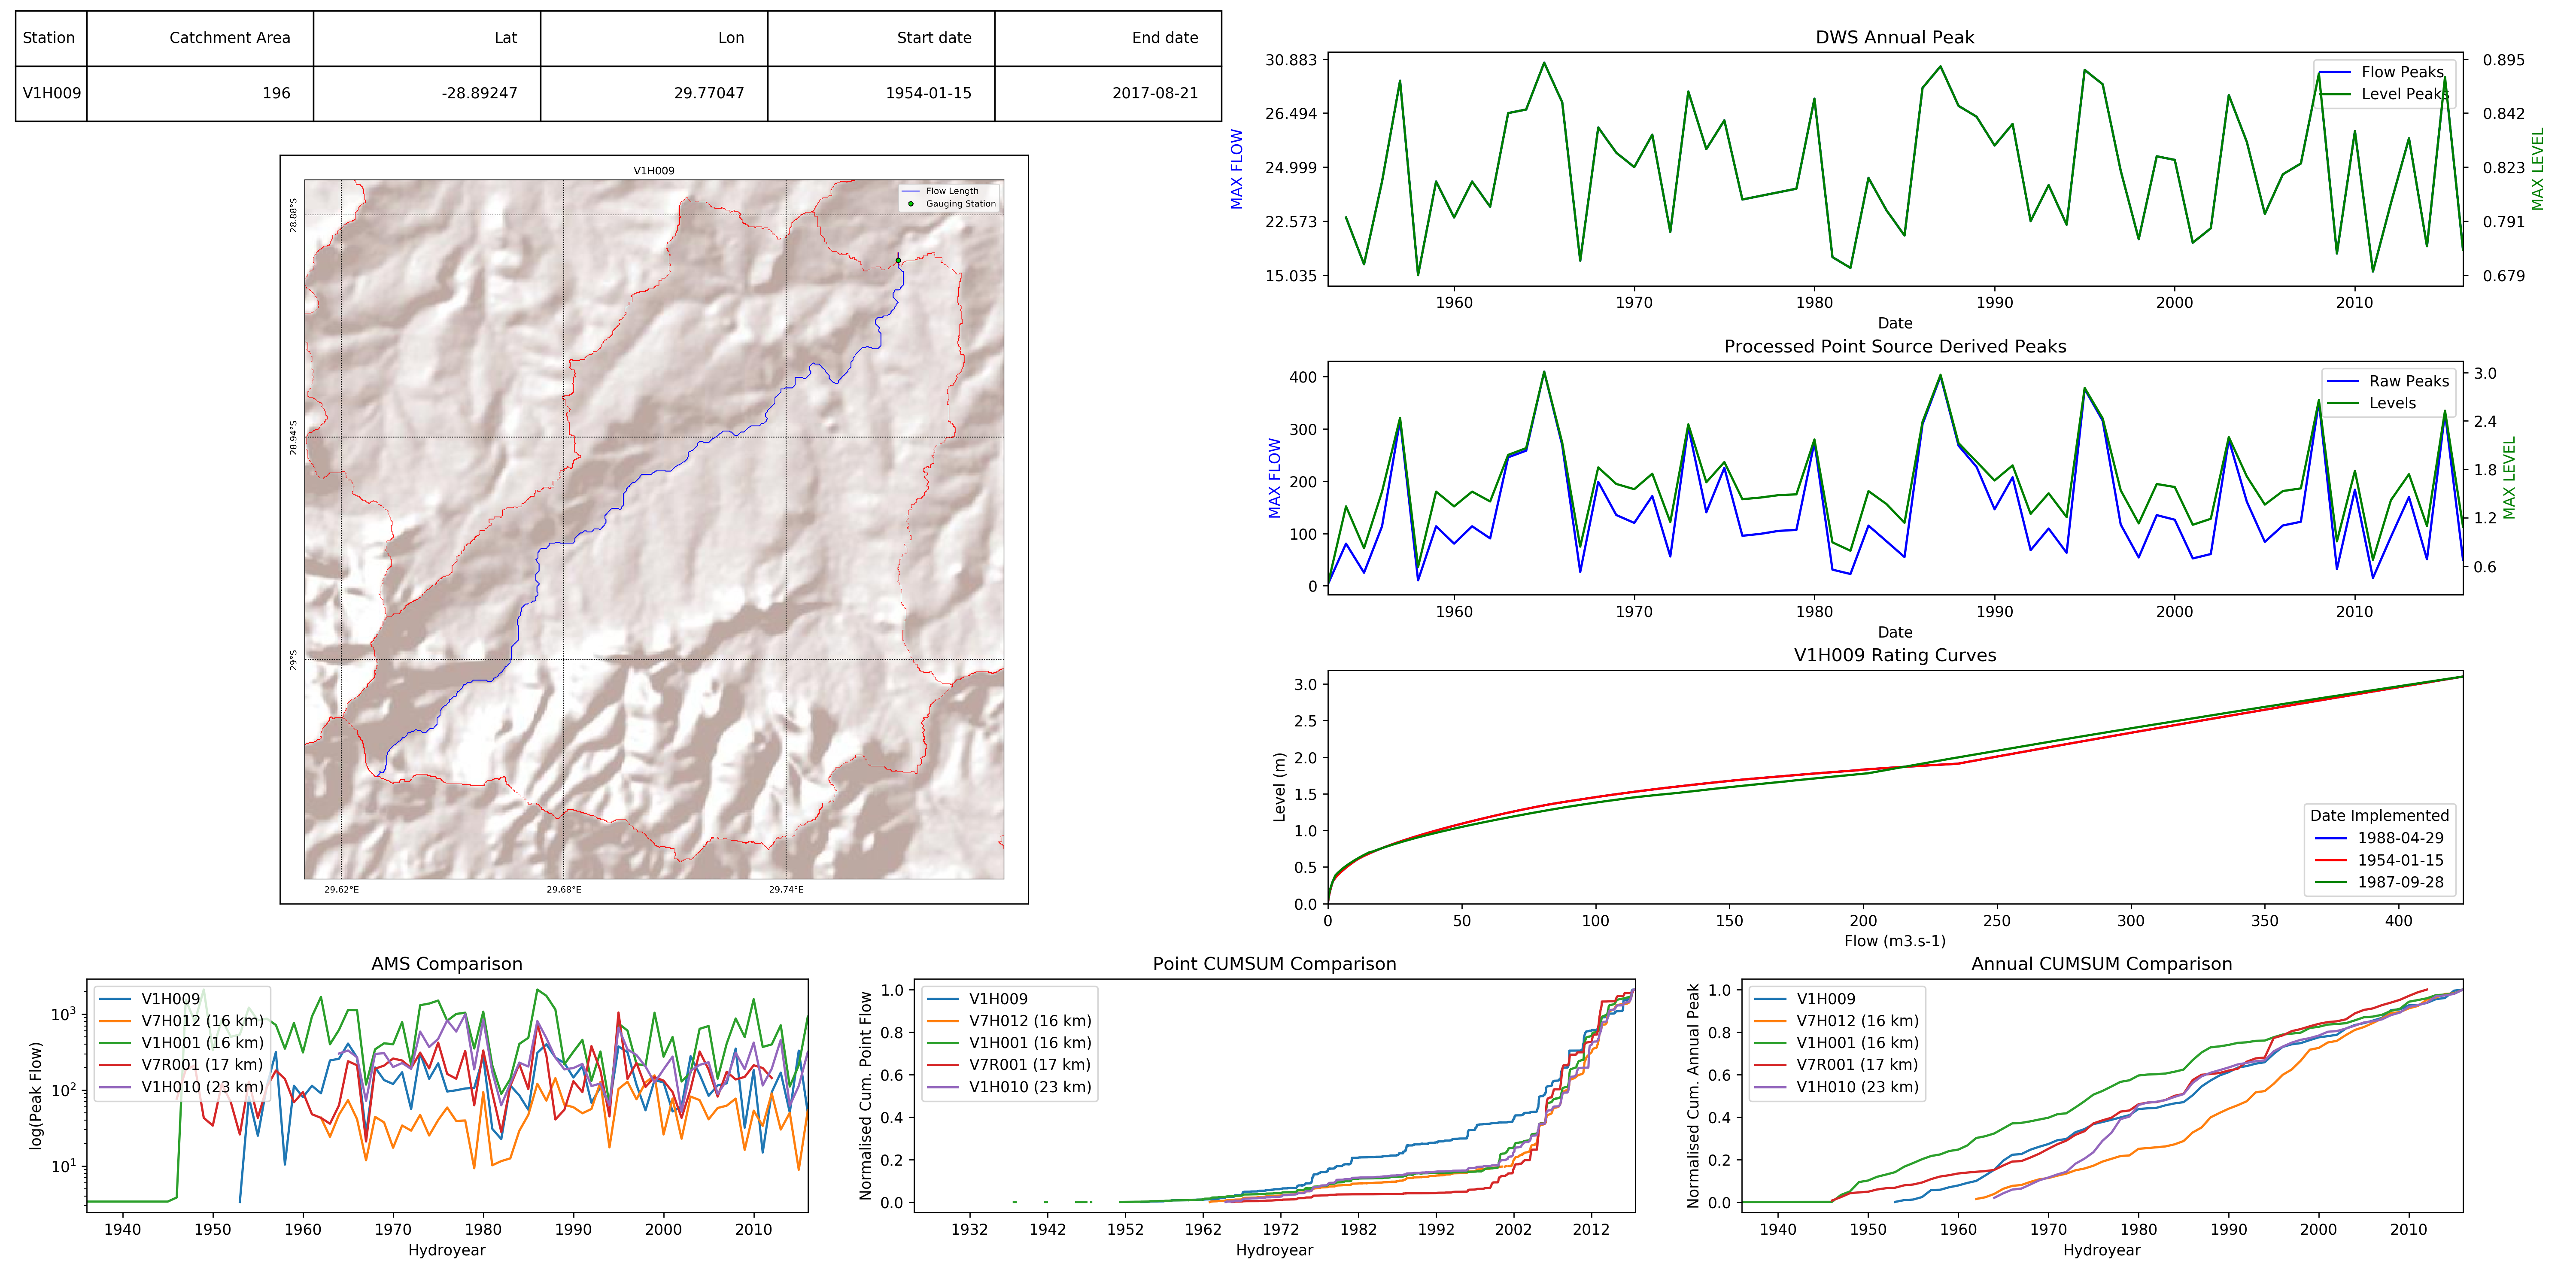 Station Catchment Area Lat Lon Start date End date
V1H009 196 -28.89247 29.77047 1954-01-15 2017-08-21
V1H009
Flow Length
Gauging Station
28.88°S
28.94°S
29°S
29.62°E 29.68°E 29.74°E
DWS Annual Peak
Flow Peaks
Level Peaks
MAX FLOW
30.883
26.494
24.999
22.573
15.035
0.895
0.842
0.823
0.791
0.679
MAX LEVEL
1960 1970 1980 1990 2000 2010
Date
Processed Point Source Derived Peaks
Raw Peaks
Levels
MAX FLOW
400
300
200
100
0
3.0
2.4
1.8
1.2
0.6
MAX LEVEL
1960 1970 1980 1990 2000 2010
Date
V1H009 Rating Curves
Level (m)
3.0
2.5
2.0
1.5
1.0
0.5
0.0
Date Implemented
1988-04-29
1954-01-15
1987-09-28
0 50 100 150 200 250 300 350 400
Flow (m3.s-1)
AMS Comparison
V1H009
V7H012 (16 km)
V1H001 (16 km)
V7R001 (17 km)
V1H010 (23 km)
log(Peak Flow)
10³
10²
10¹
1940 1950 1960 1970 1980 1990 2000 2010
Hydroyear
Point CUMSUM Comparison
V1H009
V7H012 (16 km)
V1H001 (16 km)
V7R001 (17 km)
V1H010 (23 km)
Normalised Cum. Point Flow
1.0
0.8
0.6
0.4
0.2
0.0
1932 1942 1952 1962 1972 1982 1992 2002 2012
Hydroyear
Annual CUMSUM Comparison
V1H009
V7H012 (16 km)
V1H001 (16 km)
V7R001 (17 km)
V1H010 (23 km)
Normalised Cum. Annual Peak
1.0
0.8
0.6
0.4
0.2
0.0
1940 1950 1960 1970 1980 1990 2000 2010
Hydroyear